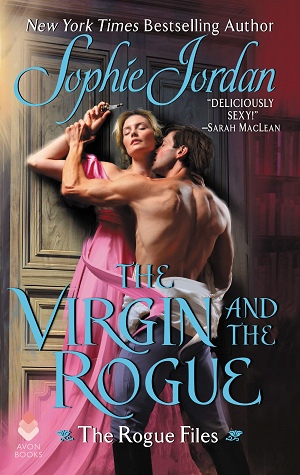 New York Times Bestselling Author
Sophie Jordan
"DELICIOUSLY
SEXY!"
—SARAH MACLEAN
THE
VIRGIN
AND
THE
ROGUE
The Rogue Files
AVON
BOOKS